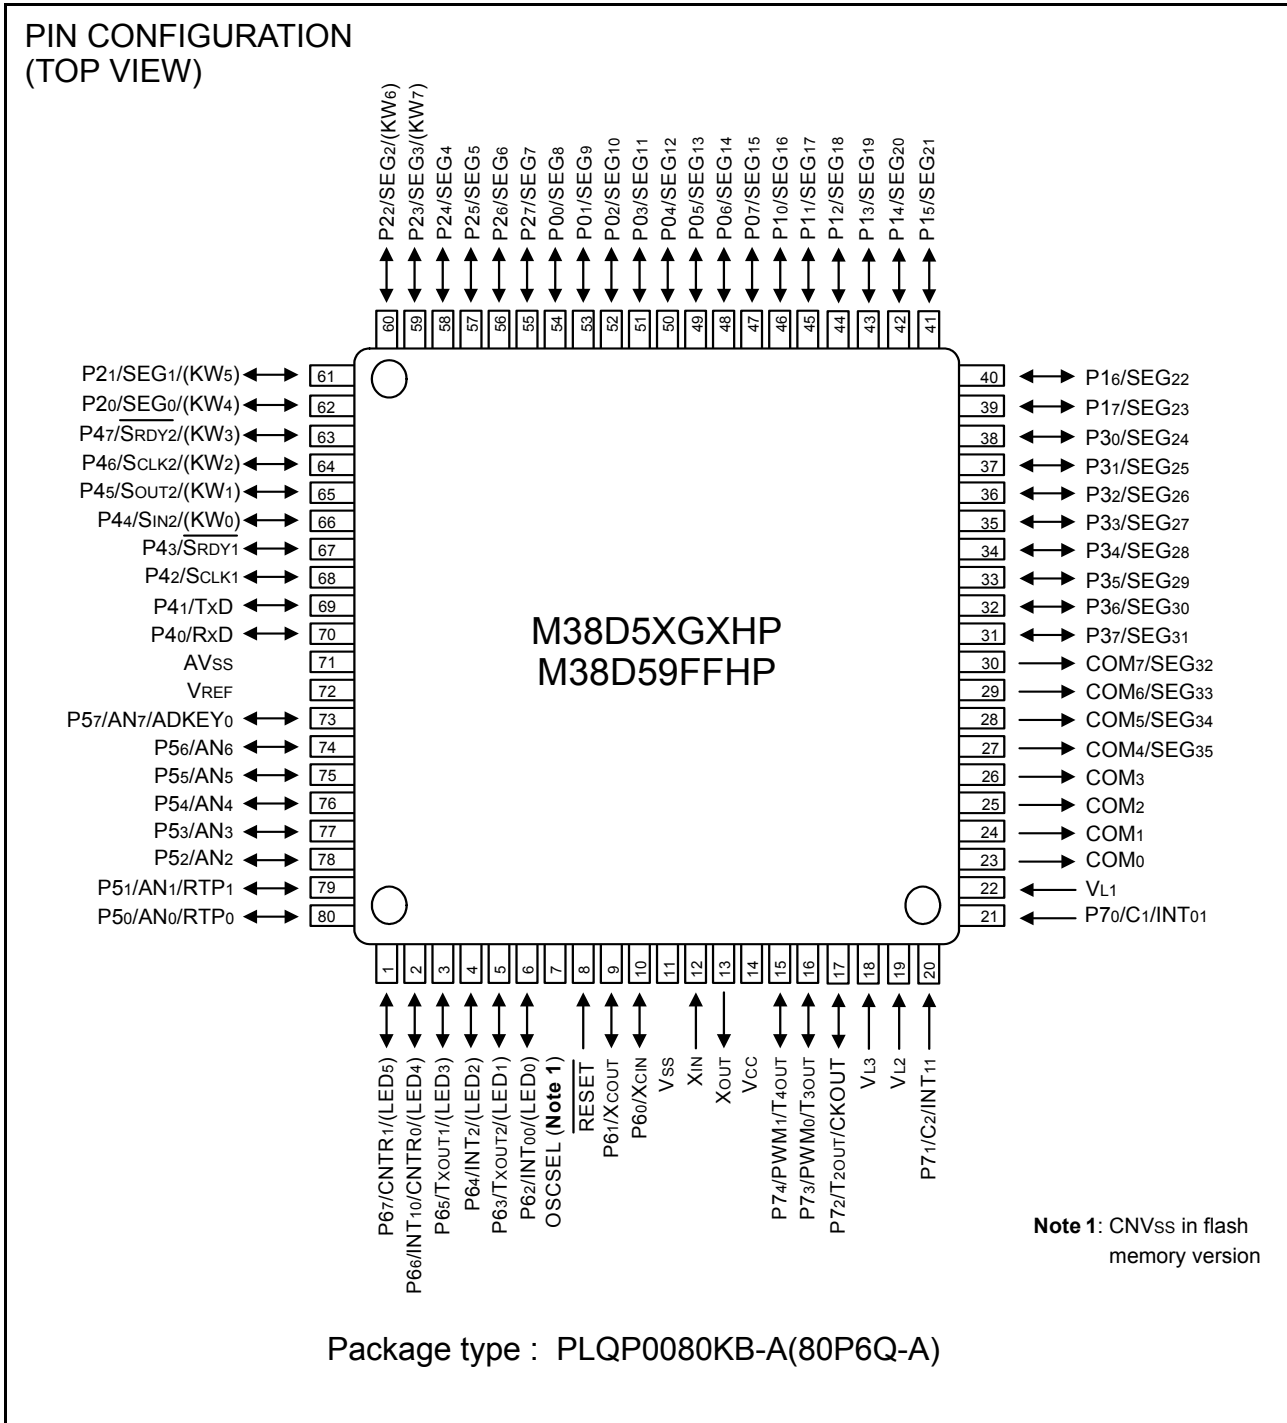 PIN CONFIGURATION
(TOP VIEW)
P22/SEG2/(KW6)
P23/SEG3/(KW7)
P24/SEG4
P25/SEG5
P26/SEG6
P27/SEG7
P00/SEG8
P01/SEG9
P02/SEG10
P03/SEG11
P04/SEG12
P05/SEG13
P06/SEG14
P07/SEG15
P10/SEG16
P11/SEG17
P12/SEG18
P13/SEG19
P14/SEG20
P15/SEG21
60 59 58 57 56 55 54 53 52 51 50 49 48 47 46 45 44 43 42 41
P21/SEG1/(KW5) 61
P20/SEG0/(KW4) 62
P47/SRDY2/(KW3) 63
P46/SCLK2/(KW2) 64
P45/SOUT2/(KW1) 65
P44/SIN2/(KW0) 66
P43/SRDY1 67
P42/SCLK1 68
P41/TxD 69
P40/RxD 70
AVSS 71
VREF 72
P57/AN7/ADKEY0 73
P56/AN6 74
P55/AN5 75
P54/AN4 76
P53/AN3 77
P52/AN2 78
P51/AN1/RTP1 79
P50/AN0/RTP0 80
M38D5XGXHP
M38D59FFHP
40 P16/SEG22
39 P17/SEG23
38 P30/SEG24
37 P31/SEG25
36 P32/SEG26
35 P33/SEG27
34 P34/SEG28
33 P35/SEG29
32 P36/SEG30
31 P37/SEG31
30 COM7/SEG32
29 COM6/SEG33
28 COM5/SEG34
27 COM4/SEG35
26 COM3
25 COM2
24 COM1
23 COM0
22 VL1
21 P70/C1/INT01
1 2 3 4 5 6 7 8 9 10 11 12 13 14 15 16 17 18 19 20
P67/CNTR1/(LED5)
P66/INT10/CNTR0/(LED4)
P65/TXOUT1/(LED3)
P64/INT2/(LED2)
P63/TXOUT2/(LED1)
P62/INT00/(LED0)
OSCSEL (Note 1)
RESET
P61/XCOUT
P60/XCIN
VSS
XIN
XOUT
VCC
P74/PWM1/T4OUT
P73/PWM0/T3OUT
P72/T2OUT/CKOUT
VL3
VL2
P71/C2/INT11
Note 1: CNVSS in flash
memory version
Package type : PLQP0080KB-A(80P6Q-A)